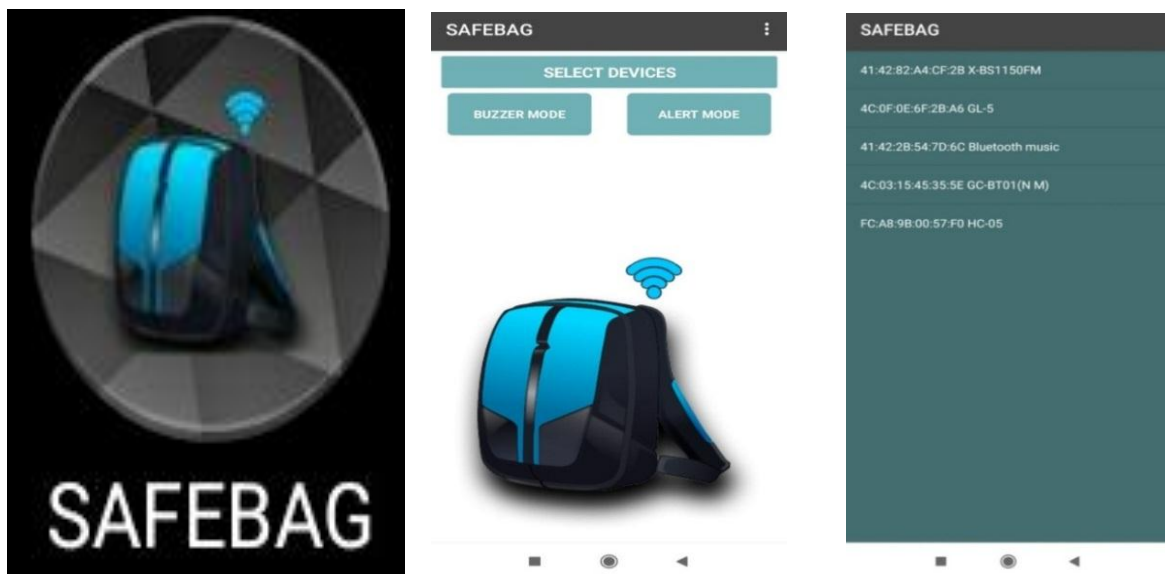 SAFEBAG
SAFEBAG
SELECT DEVICES
BUZZER MODE
ALERT MODE
SAFEBAG
41:42:82:A4:CF:2B X-BS1150FM
4C:0F:0E:6F:2B:A6 GL-5
41:42:2B:54:7D:6C Bluetooth music
4C:03:15:45:35:5E GC-BT01(N M)
FC:A8:9B:00:57:F0 HC-05